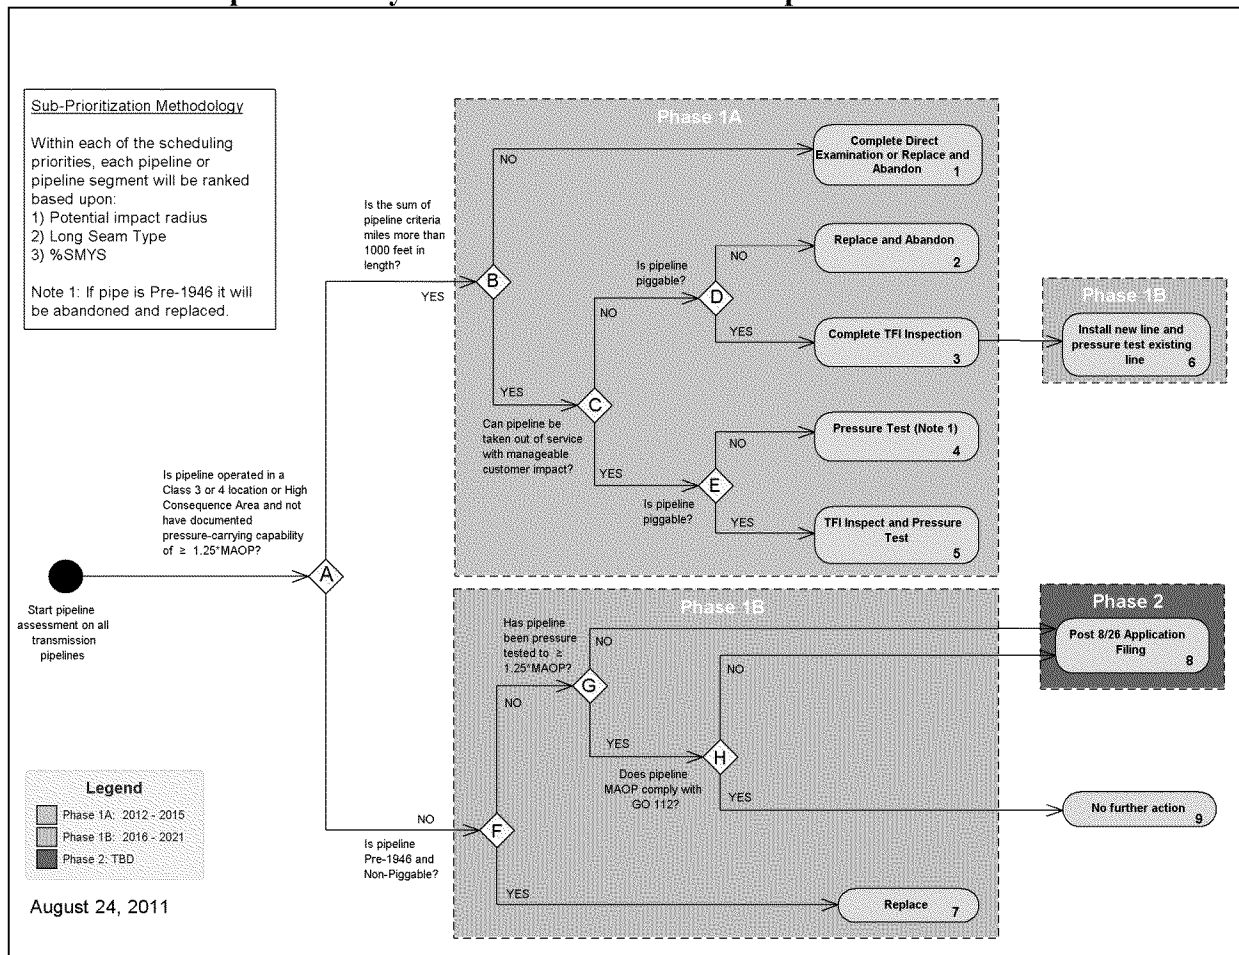 Sub-Prioritization Methodology
Within each of the scheduling
priorities, each pipeline or
pipeline segment will be ranked
based upon:
1) Potential impact radius
2) Long Seam Type
3) %SMYS
Note 1: If pipe is Pre-1946 it will
be abandoned and replaced.
Phase 1A
NO
Complete Direct
Examination or Replace and
Abandon
1
Is the sum of
pipeline criteria
miles more than
1000 feet in
length?
YES
B
Is pipeline
piggable?
NO
D
NO
Replace and Abandon
2
YES
Complete TFI Inspection
3
Phase 1B
Install new line and
pressure test existing
line
6
YES
C
Can pipeline be
taken out of service
with manageable
customer impact?
YES
NO
Pressure Test (Note 1)
4
E
Is pipeline
piggable?
YES
TFI Inspect and Pressure
Test
5
Is pipeline operated in a
Class 3 or 4 location or High
Consequence Area and not
have documented
pressure-carrying capability
of ≥ 1.25*MAOP?
A
Start pipeline
assessment on all
transmission
pipelines
Phase 1B
Has pipeline
been pressure
tested to ≥
1.25*MAOP?
NO
G
NO
Phase 2
Post 8/26 Application
Filing
8
NO
YES
H
Does pipeline
MAOP comply with
GO 112?
YES
No further action
9
NO
F
Is pipeline
Pre-1946 and
Non-Piggable?
YES
Replace
7
Legend
Phase 1A: 2012 - 2015
Phase 1B: 2016 - 2021
Phase 2: TBD
August 24, 2011